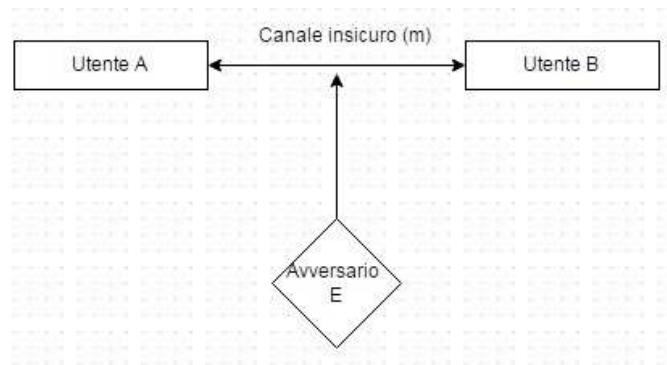 Canale insicuro (m)
Utente A
Utente B
Avversario
E